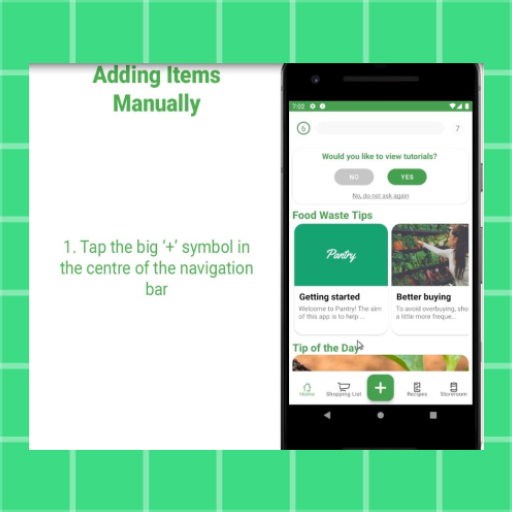 Adding Items
Manually
1. Tap the big ‘+’ symbol in
the centre of the navigation
bar
7:02
6
7
Would you like to view tutorials?
NO
YES
No, do not ask again
Food Waste Tips
Pantry
Getting started
Welcome to Pantry! The aim
of this app is to help ...
Better buying
To avoid overbuying, sho
a little more freque...
Tip of the Day
+
Home
Shopping List
Recipes
Storeroom